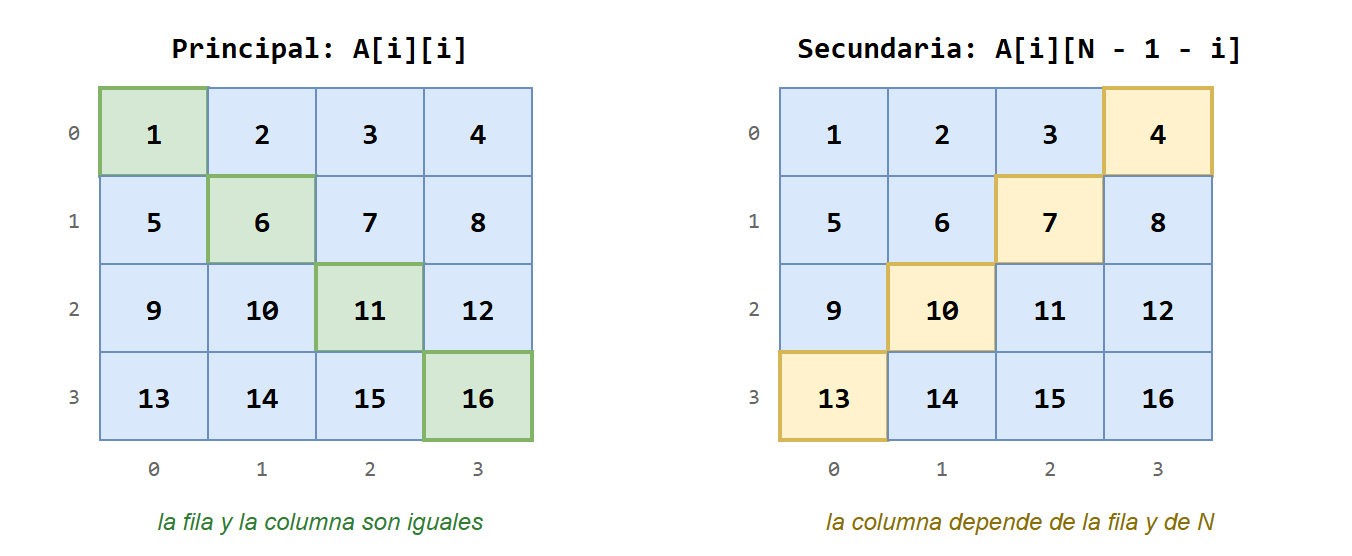 Principal: A[i][i]
0 1 2 3 4
1 5 6 7 8
2 9 10 11 12
3 13 14 15 16
0 1 2 3
la fila y la columna son iguales
Secundaria: A[i][N - 1 - i]
0 1 2 3 4
1 5 6 7 8
2 9 10 11 12
3 13 14 15 16
0 1 2 3
la columna depende de la fila y de N